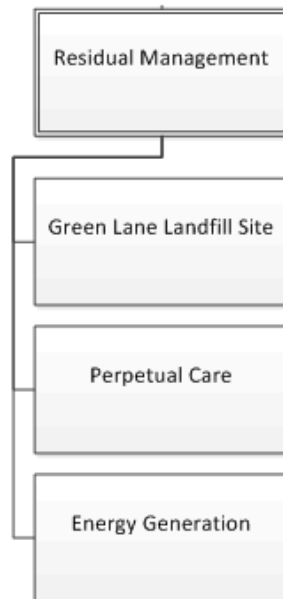 Residual Management
Green Lane Landfill Site
Perpetual Care
Energy Generation